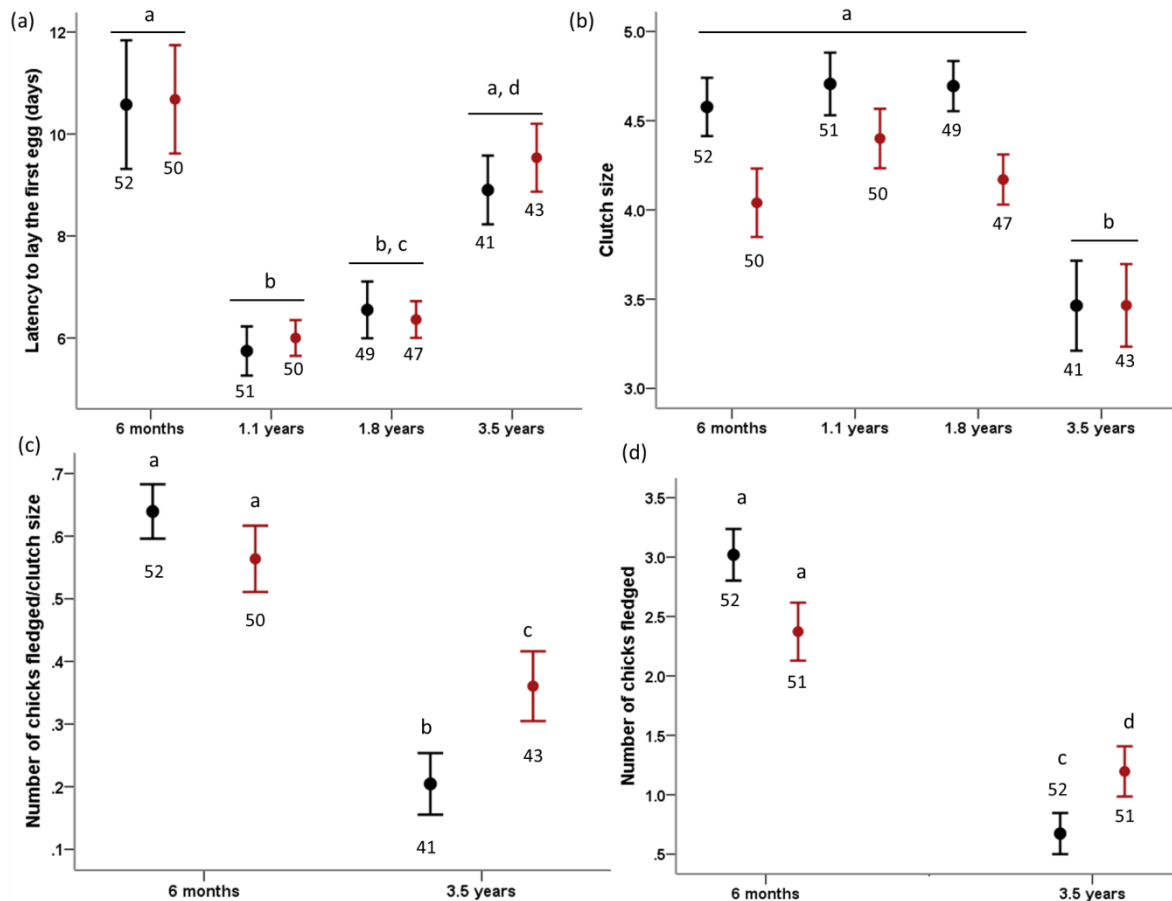 (a)
Latency to lay the first egg (days)
12
10
8
6
a
52
50
b
51
50
b, c
49
47
a, d
41
43
6 months
1.1 years
1.8 years
3.5 years
(b)
Clutch size
5.0
4.5
4.0
3.5
3.0
a
52
50
51
50
49
47
b
41
43
6 months
1.1 years
1.8 years
3.5 years
(c)
Number of chicks fledged/clutch size
.7
.6
.5
.4
.3
.2
.1
a
52
a
50
b
41
c
43
6 months
3.5 years
(d)
Number of chicks fledged
3.5
3.0
2.5
2.0
1.5
1.0
.5
a
52
a
51
c
52
d
51
6 months
3.5 years